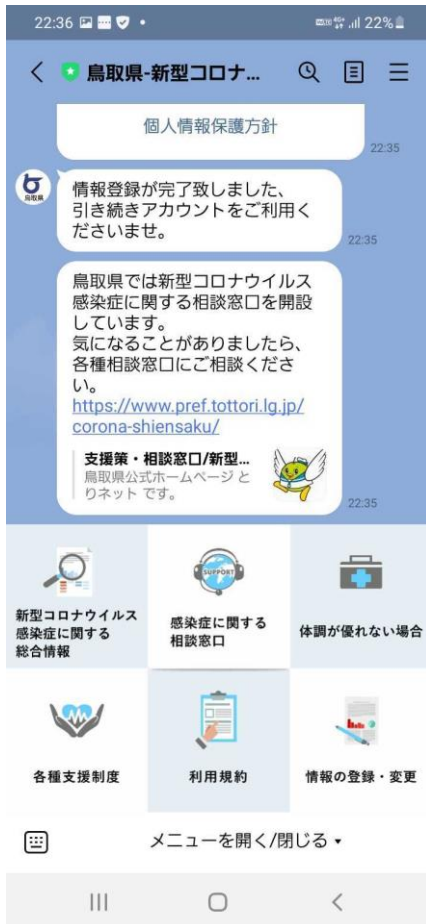 22:36
22%
鳥取県-新型コロナ...
個人情報保護方針
22:35
鳥取県
情報登録が完了致しました、
引き続きアカウントをご利用く
ださいませ。
22:35
鳥取県では新型コロナウイルス
感染症に関する相談窓口を開設
しています。
気になることがありましたら、
各種相談窓口にご相談くださ
い。
https://www.pref.tottori.lg.jp/
corona-shiensaku/
支援策・相談窓口/新型...
鳥取県公式ホームページ と
りネット です。
22:35
SUPPORT
新型コロナウイルス
感染症に関する
総合情報
感染症に関する
相談窓口
体調が優れない場合
各種支援制度
利用規約
情報の登録・変更
メニューを開く/閉じる